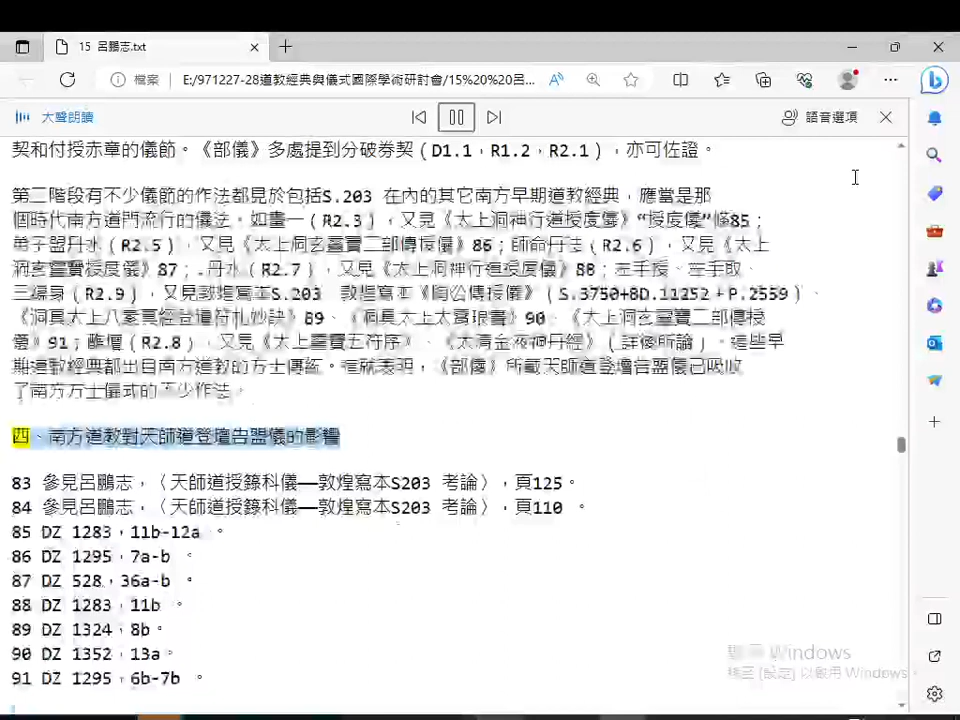 15 呂鵬志.txt
檔案 E:/971227-28道教經典與儀式國際學術研討會/15%20%20呂...
大聲朗讀
語音選項
契和付授赤章的儀節。《部儀》多處提到分破券契（D1.1，R1.2，R2.1），亦可佐證。
第二階段有不少儀節的作法都見於包括S.203 在內的其它南方早期道教經典，應當是那
個時代南方道門流行的儀法。如畫一（R2.3），又見《太上洞神行道授度儀》“授度儀”條85；
弟子盟丹水（R2.5），又見《太上洞玄靈寶二部傳授儀》86；師命丹法（R2.6），又見《太上
洞玄靈寶授度儀》87；丹水（R2.7），又見《太上洞神行道授度儀》88；左手授、左手取、
三繞身（R2.9），又見敦煌寫本S.203 敦煌寫本《陶公傳授儀》（S.3750+BD.11252＋P.2559）、
《洞真太上八素真經登壇符札妙訣》89、《洞真太上太霄琅書》90、《太上洞玄靈寶二部傳授
儀》91；醮壇（R2.8），又見《太上靈寶五符序》、《太清金液神丹經》（詳後所論）。這些早
期道教經典都出自南方道教的方士傳統。這就表明，《部儀》所載天師道登壇告盟儀已吸收
了南方方士儀式的不少作法。
四、南方道教對天師道登壇告盟儀的影響
83 參見呂鵬志，〈天師道授籙科儀——敦煌寫本S203 考論〉，頁125。
84 參見呂鵬志，〈天師道授籙科儀——敦煌寫本S203 考論〉，頁110 。
85 DZ 1283，11b-12a 。
86 DZ 1295，7a-b 。
87 DZ 528，36a-b 。
88 DZ 1283，11b 。
89 DZ 1324，8b。
90 DZ 1352，13a。
91 DZ 1295，6b-7b 。
啟用 Windows
移至 [設定] 以啟用 Windows。